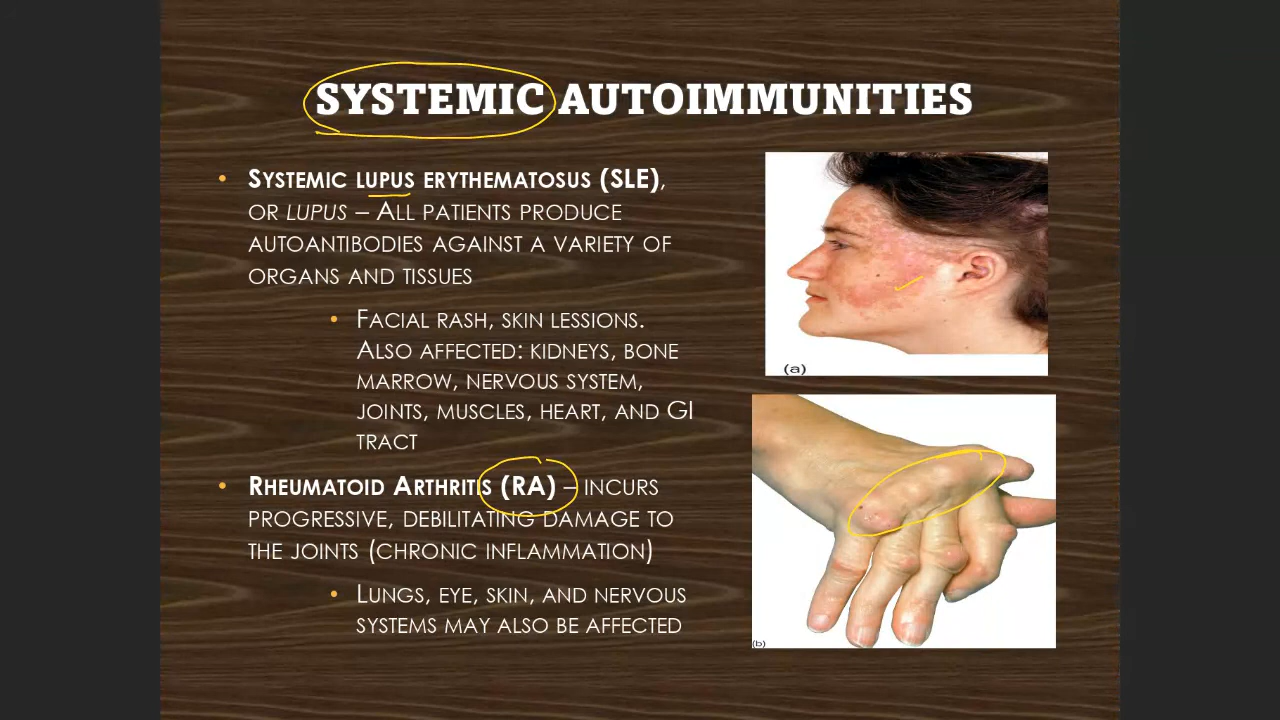 SYSTEMIC AUTOIMMUNITIES
• SYSTEMIC LUPUS ERYTHEMATOSUS (SLE),
OR LUPUS – ALL PATIENTS PRODUCE
AUTOANTIBODIES AGAINST A VARIETY OF
ORGANS AND TISSUES
• FACIAL RASH, SKIN LESSIONS.
ALSO AFFECTED: KIDNEYS, BONE
MARROW, NERVOUS SYSTEM,
JOINTS, MUSCLES, HEART, AND GI
TRACT
• RHEUMATOID ARTHRITIS (RA) – INCURS
PROGRESSIVE, DEBILITATING DAMAGE TO
THE JOINTS (CHRONIC INFLAMMATION)
• LUNGS, EYE, SKIN, AND NERVOUS
SYSTEMS MAY ALSO BE AFFECTED
(a)
(b)